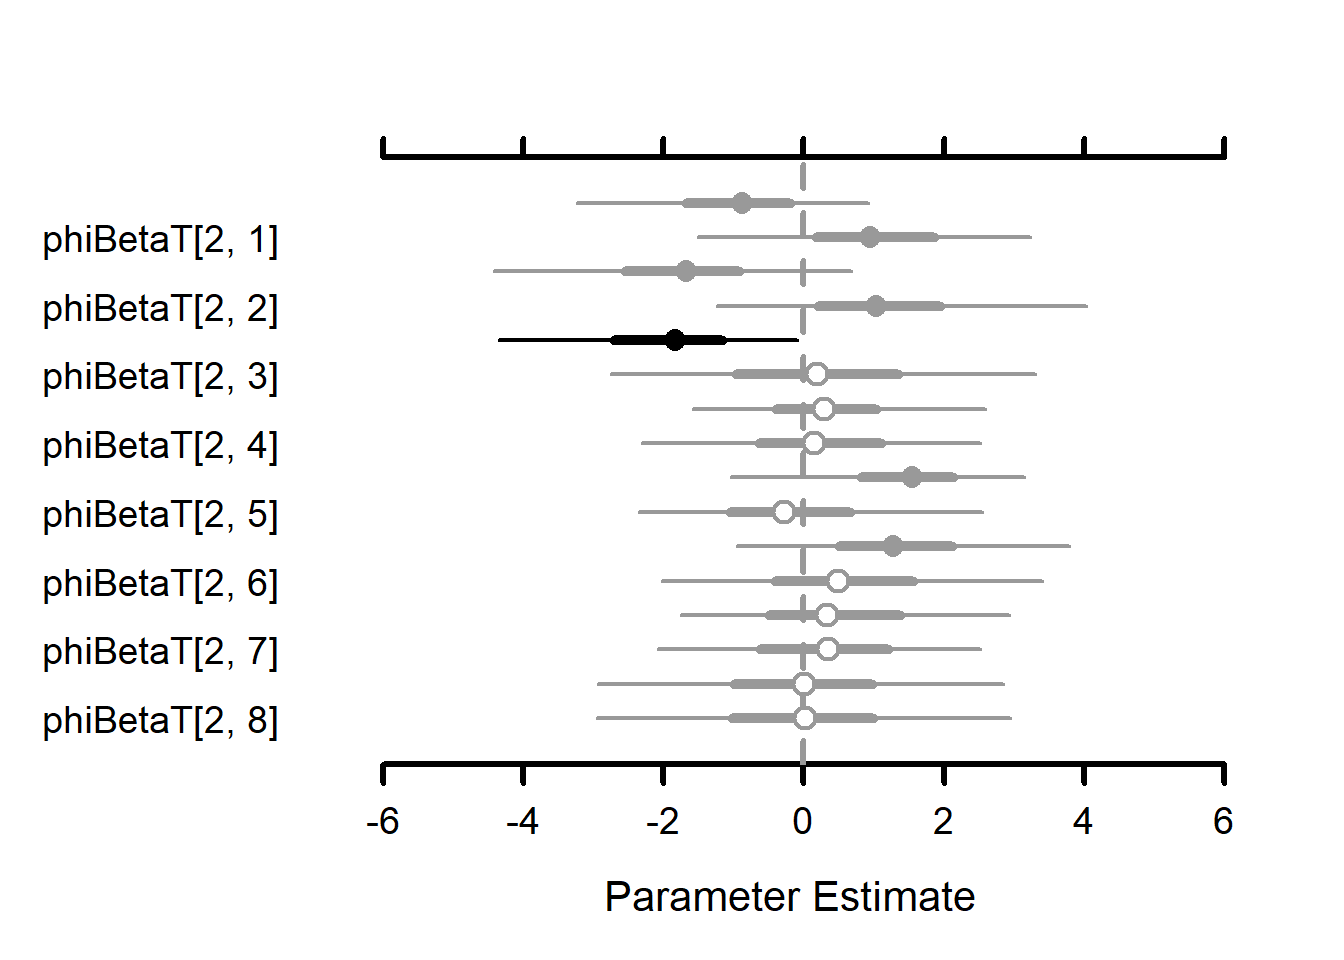 phiBetaT[2, 1]
phiBetaT[2, 2]
phiBetaT[2, 3]
phiBetaT[2, 4]
phiBetaT[2, 5]
phiBetaT[2, 6]
phiBetaT[2, 7]
phiBetaT[2, 8]
-6 -4 -2 0 2 4 6
Parameter Estimate